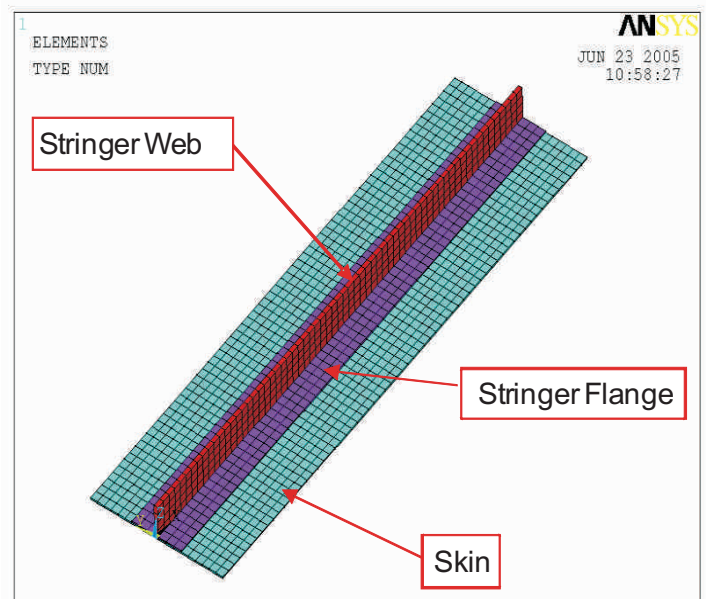 1
ELEMENTS
TYPE NUM
ANSYS
JUN 23 2005
10:58:27
Stringer Web
Stringer Flange
Skin